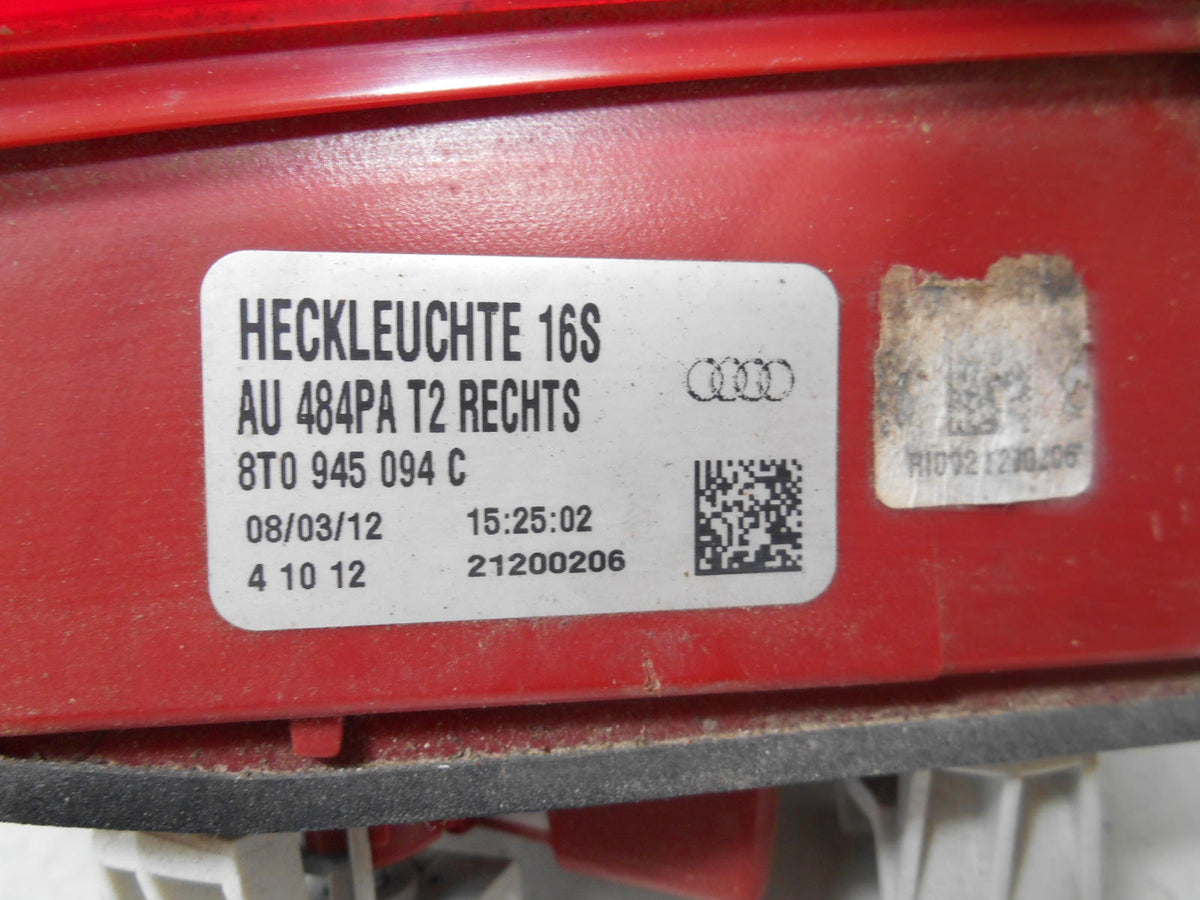 HECKLEUCHTE 16S
AU 484PA T2 RECHTS
8T0 945 094 C
08/03/12 15:25:02
4 10 12 21200206